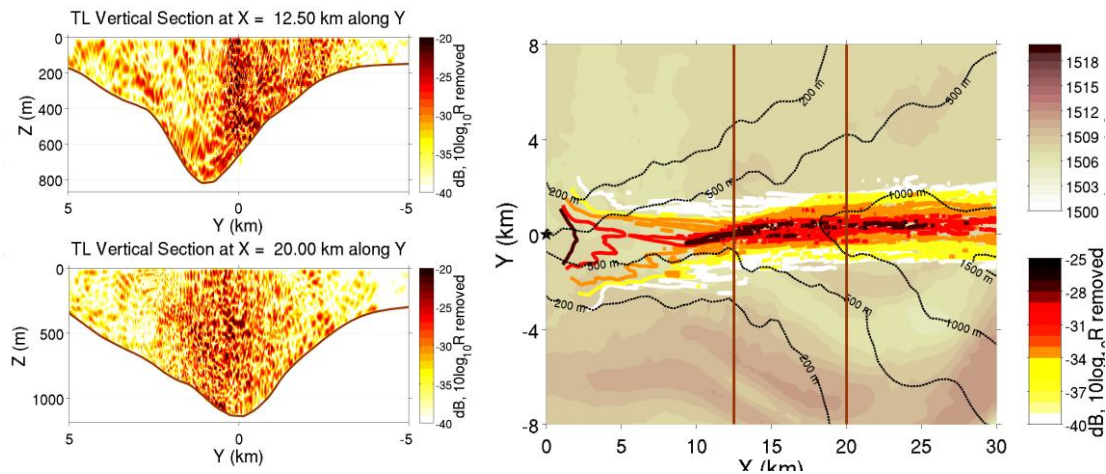 TL Vertical Section at X = 12.50 km along Y
0
200
400
600
800
Z (m)
5
0
-5
Y (km)
-20
-25
-30
-35
-40
dB, 10log₁₀R removed
TL Vertical Section at X = 20.00 km along Y
0
500
1000
Z (m)
5
0
-5
Y (km)
-20
-25
-30
-35
-40
dB, 10log₁₀R removed
8
4
0
-4
-8
Y (km)
0
5
10
15
20
25
30
X (km)
200 m
500 m
200 m
500 m
1000 m
500 m
200 m
1500 m
500 m
1000 m
200 m
1518
1515
1512
1509
1506
1503
1500
-25
-28
-31
-34
-37
-40
dB, 10log₁₀R removed